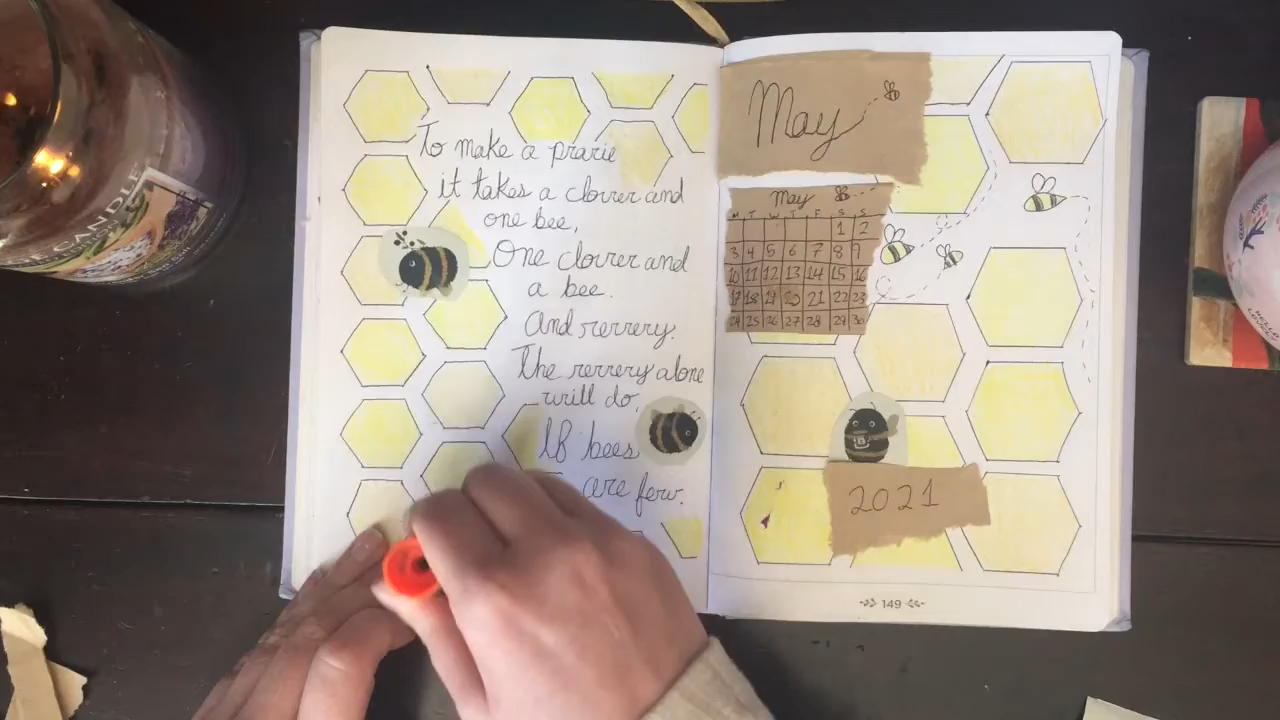 CANDLE
To make a prarie
it takes a clover and
one bee,
One clover and
a bee.
And revery.
The revery alone
will do,
If bees
are few.
May
May
M T W T F S S
1 2
3 4 5 6 7 8 9
10 11 12 13 14 15 16
17 18 19 20 21 22 23
24 25 26 27 28 29 30
2021
149